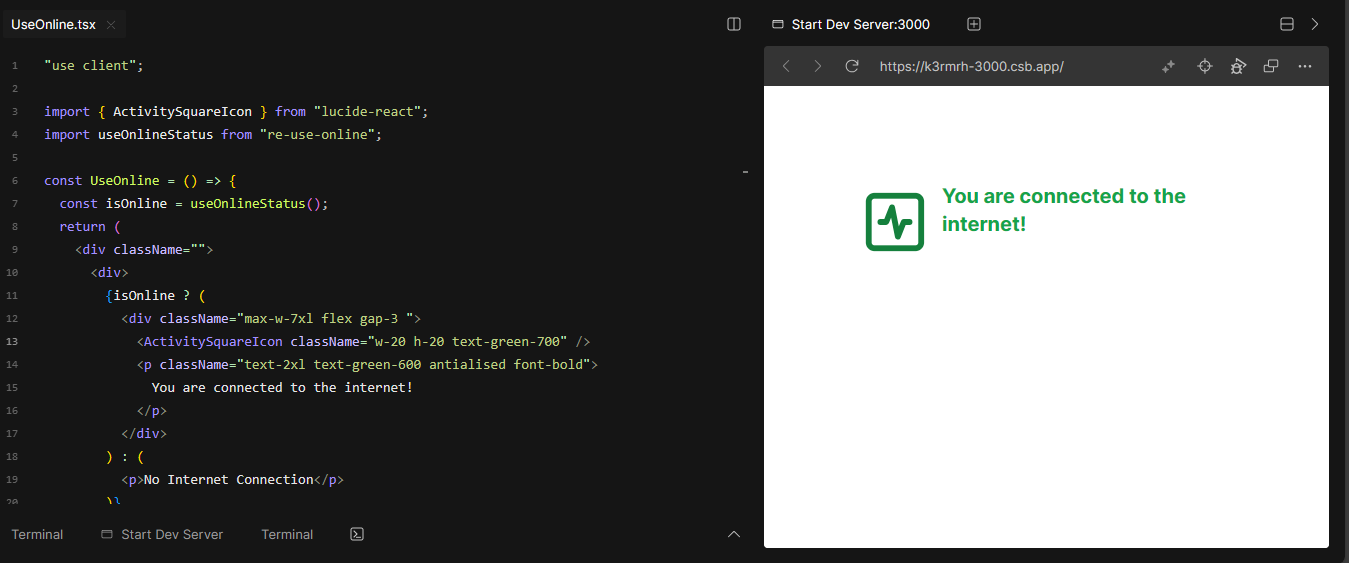 UseOnline.tsx
1 "use client";
2
3 import { ActivitySquareIcon } from "lucide-react";
4 import useOnlineStatus from "re-use-online";
5
6 const UseOnline = () => {
7 const isOnline = useOnlineStatus();
8 return (
9 <div className="">
10 <div>
11 {isOnline ? (
12 <div className="max-w-7xl flex gap-3 ">
13 <ActivitySquareIcon className="w-20 h-20 text-green-700" />
14 <p className="text-2xl text-green-600 antialised font-bold">
15 You are connected to the internet!
16 </p>
17 </div>
18 ) : (
19 <p>No Internet Connection</p>
20 )}
Terminal Start Dev Server Terminal
Start Dev Server:3000
https://k3rmrh-3000.csb.app/
You are connected to the
internet!